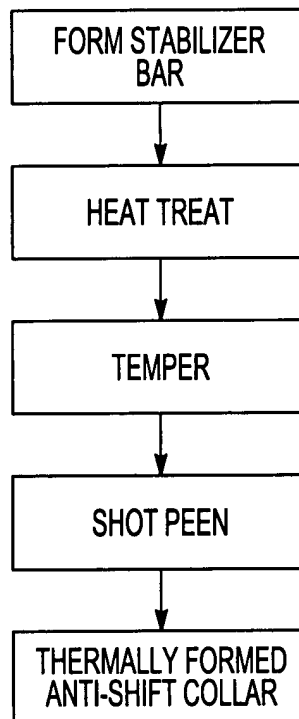 FORM STABILIZER
BAR
HEAT TREAT
TEMPER
SHOT PEEN
THERMALLY FORMED
ANTI-SHIFT COLLAR